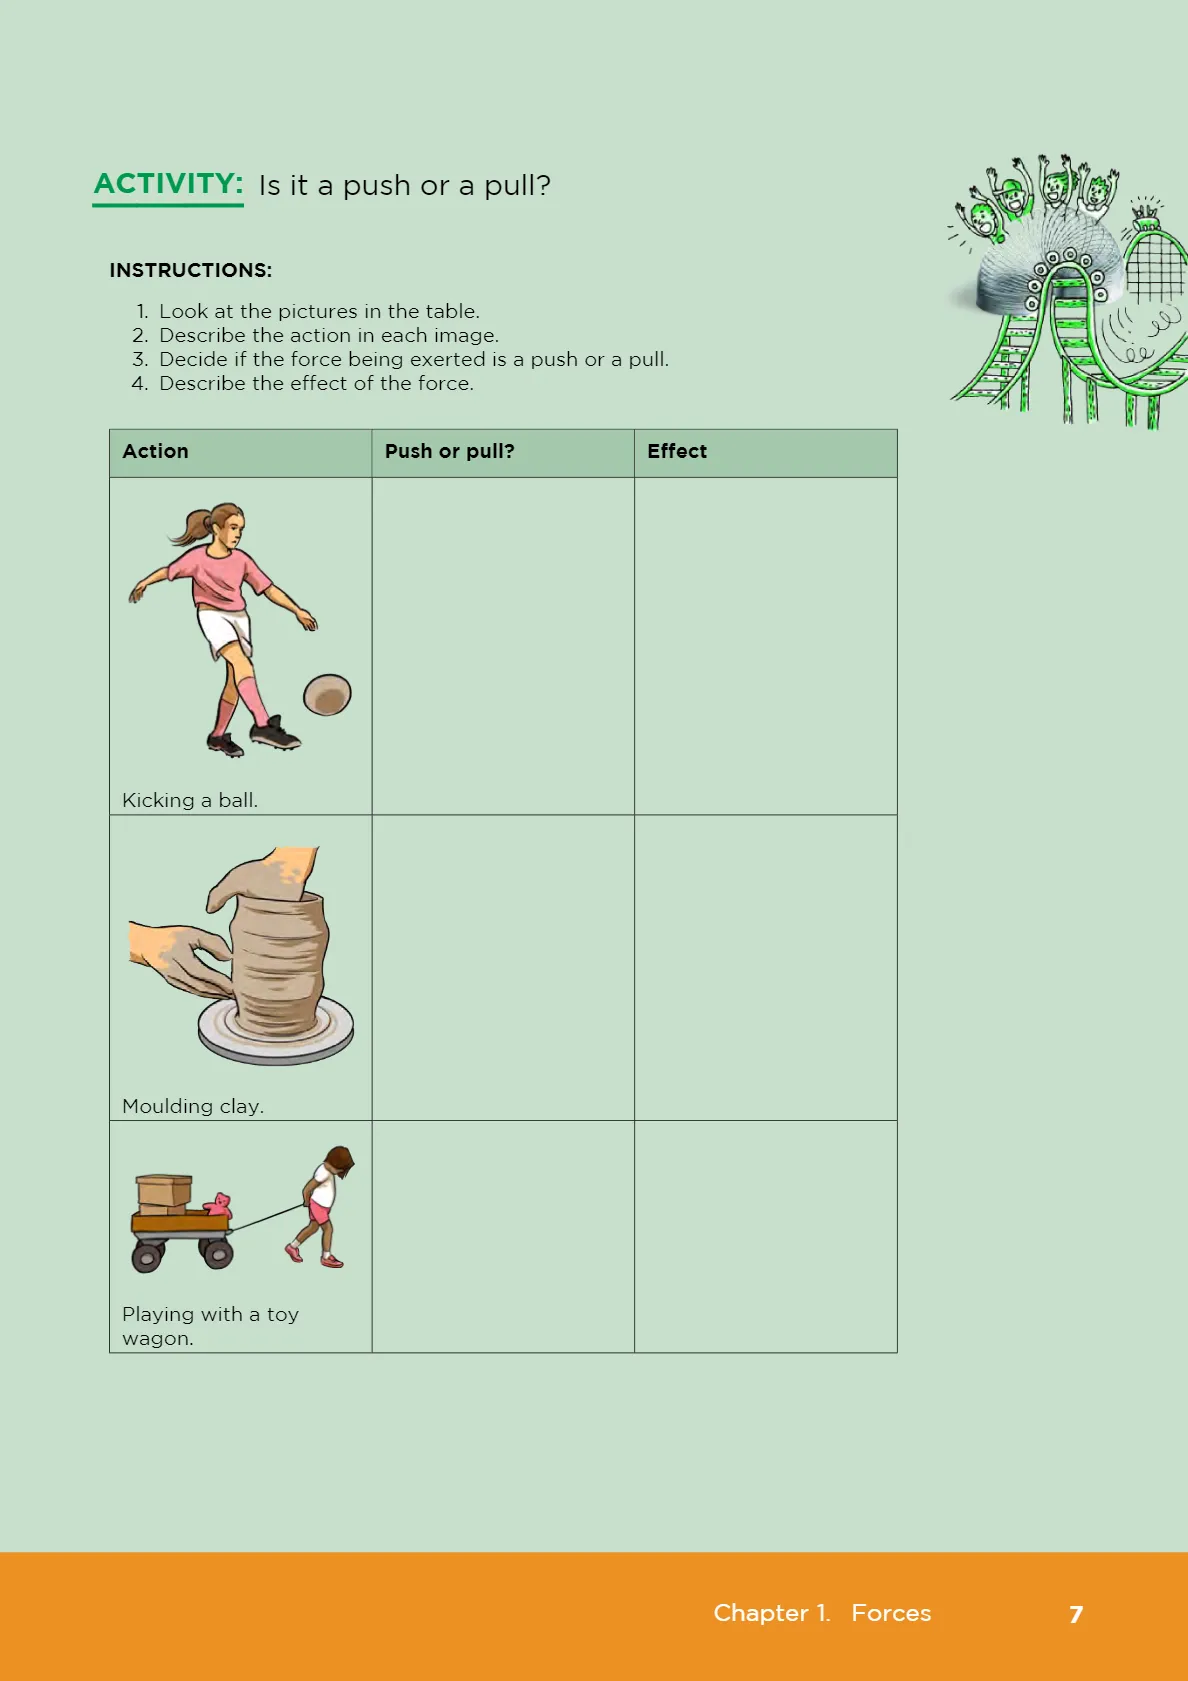 ACTIVITY: Is it a push or a pull?
INSTRUCTIONS:
1. Look at the pictures in the table.
2. Describe the action in each image.
3. Decide if the force being exerted is a push or a pull.
4. Describe the effect of the force.
Action Push or pull? Effect
Kicking a ball.
Moulding clay.
Playing with a toy
wagon.
Chapter 1. Forces 7